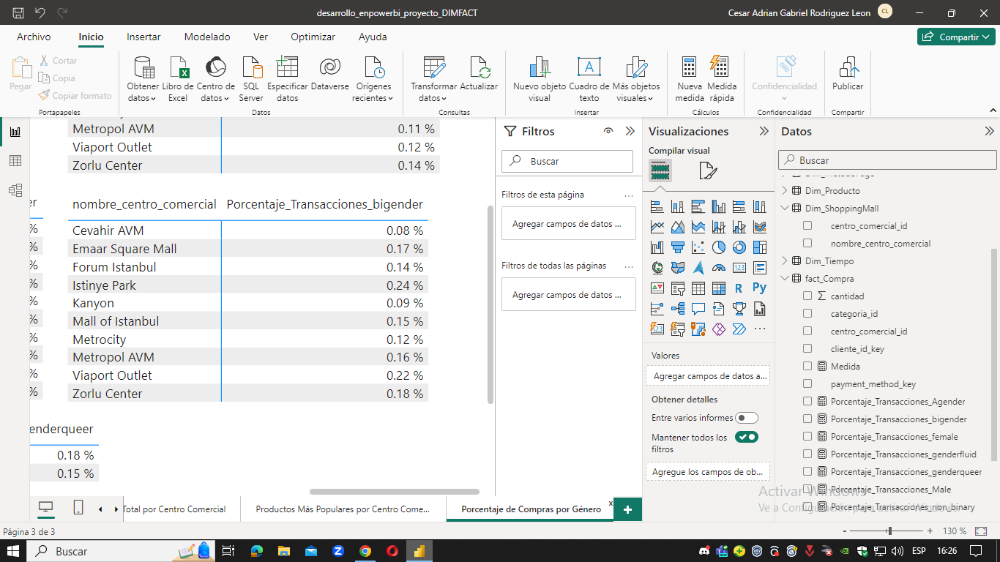 desarrollo_enpowerbi_proyecto_DIMFACT
Cesar Adrian Gabriel Rodriguez Leon
CL
Archivo
Inicio
Insertar
Modelado
Ver
Optimizar
Ayuda
Compartir
Pegar
Cortar
Copia
Copiar formato
Portapapeles
Obtener datos
Libro de Excel
Centro de datos
SQL Server
Especificar datos
Dataverse
Orígenes recientes
Datos
Transformar datos
Actualizar
Consultas
Nuevo objeto visual
Cuadro de texto
Más objetos visuales
Insertar
Nueva medida
Medida rápida
Cálculos
Confidencialidad
Confidencialidad
Publicar
Compartir
Metropol AVM 0.11 %
Viaport Outlet 0.12 %
Zorlu Center 0.14 %
er
%
%
%
%
%
%
%
%
%
%
nombre_centro_comercial Porcentaje_Transacciones_bigender
Cevahir AVM 0.08 %
Emaar Square Mall 0.17 %
Forum Istanbul 0.14 %
Istinye Park 0.24 %
Kanyon 0.09 %
Mall of Istanbul 0.15 %
Metrocity 0.12 %
Metropol AVM 0.16 %
Viaport Outlet 0.22 %
Zorlu Center 0.18 %
enderqueer
0.18 %
0.15 %
Filtros
Buscar
Filtros de esta página ...
Agregar campos de datos ...
Filtros de todas las páginas ...
Agregar campos de datos ...
Visualizaciones
Compilar visual
123
R
Py
...
Valores
Agregar campos de datos a...
Obtener detalles
Entre varios informes
Mantener todos los
filtros
Agregue los campos de ob...
Datos
Buscar
Dim_Producto
Dim_ShoppingMall
centro_comercial_id
nombre_centro_comercial
Dim_Tiempo
fact_Compra
cantidad
categoria_id
centro_comercial_id
cliente_id_key
Medida
payment_method_key
Porcentaje_Transacciones_Agender
Porcentaje_Transacciones_bigender
Porcentaje_Transacciones_female
Porcentaje_Transacciones_genderfluid
Porcentaje_Transacciones_genderqueer
Porcentaje_Transacciones_Male
Porcentaje_Transacciones_non_binary
Activar Windows
Total por Centro Comercial
Productos Más Populares por Centro Come...
Porcentaje de Compras por Género
x
+
Página 3 de 3
- + 130 %
Buscar
ESP
16:26